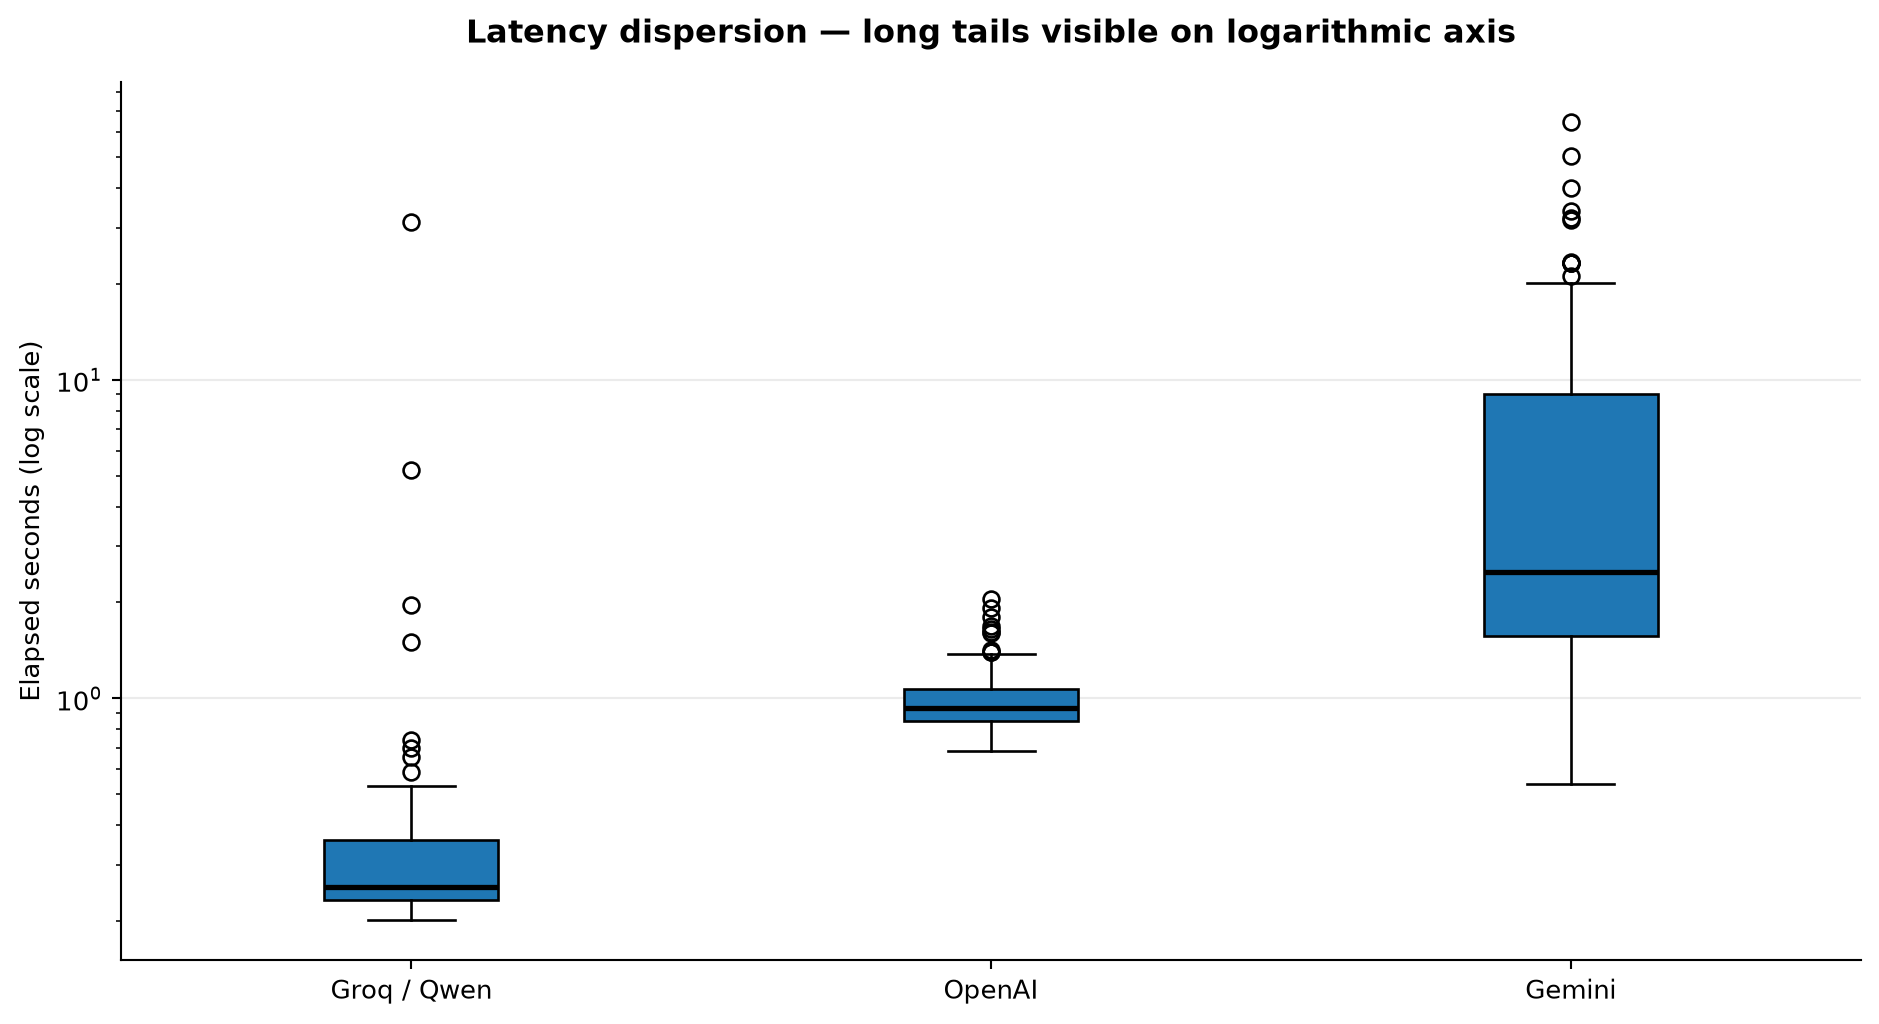 Latency dispersion — long tails visible on logarithmic axis
Elapsed seconds (log scale)
10¹
10⁰
Groq / Qwen
OpenAI
Gemini